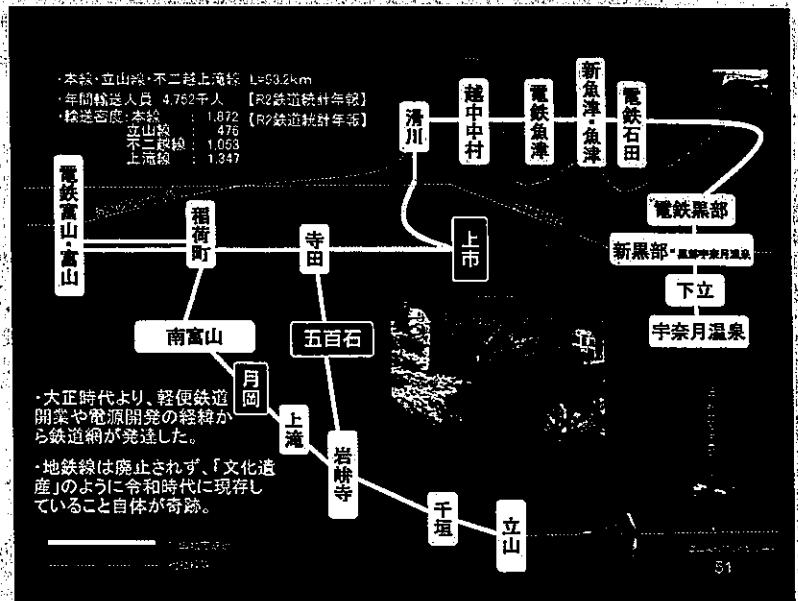 ・本線・立山線・不二越上滝線 L=93.2km
・年間輸送人員 4,752千人 【R2鉄道統計年報】
・輸送密度：本線 : 1,872 【R2鉄道統計年報】
立山線 : 476
不二越線 : 1,053
上滝線 : 1,347
滑川
越中中村
電鉄魚津
新魚津・魚津
電鉄石田
電鉄黒部
新黒部・黒部宇奈月温泉
下立
宇奈月温泉
電鉄富山・富山
稲荷町
寺田
上市
南富山
五百石
月岡
上滝
岩峅寺
千垣
立山
・大正時代より、軽便鉄道
開業や電源開発の経緯か
ら鉄道網が発達した。
・地鉄線は廃止されず、「文化遺
産」のように令和時代に現存し
ていること自体が奇跡。
51